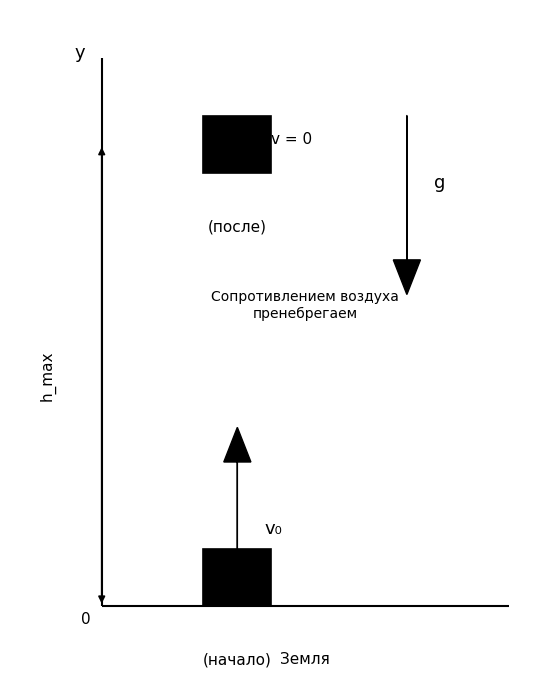 y
v = 0
g
(после)
Сопротивлением воздуха
пренебрегаем
h_max
v₀
0
(начало) Земля